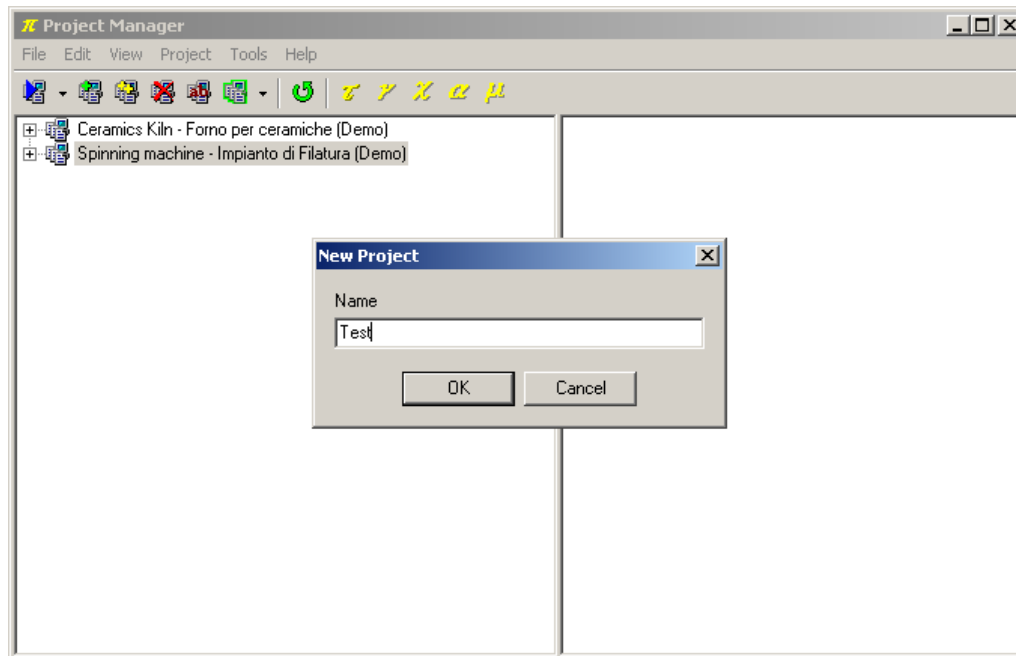 π Project Manager
File Edit View Project Tools Help
τ γ χ α μ
Ceramics Kiln - Forno per ceramiche (Demo)
Spinning machine - Impianto di Filatura (Demo)
New Project
Name
Test
OK Cancel